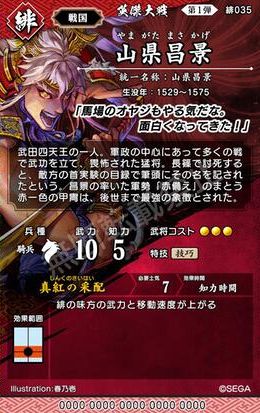 緋 戦国 英傑大戦 第1弾 緋035
やまがた まさかげ
山県昌景
統一名称:山県昌景
生没年:1529~1575
「馬場のオヤジもやる気だな。
面白くなってきた!」
武田四天王の一人。軍政の中心にあって多くの戦
で武功を立て、畏怖された猛将。長篠で討死する
と、敵方の首実験の目録で筆頭にその名を記され
たという。昌景の率いた軍勢「赤備え」のまとう
赤一色の甲冑は、後世まで最強の象徴とされた。
兵種 武力 知力 武将コスト
騎兵 10 5 特技 技巧
しんくのさいはい 必要士気 効果時間
真紅の采配 7 知力時間
緋の味方の武力と移動速度が上がる
効果範囲
Illustration:春乃壱 ©SEGA
0000-0000-0000-0000-0000